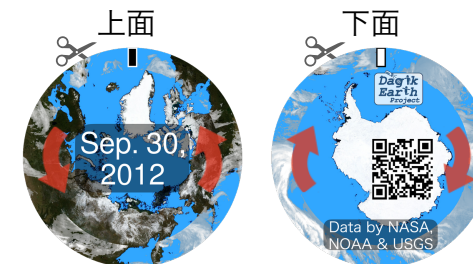 上面
下面
Sep. 30,
2012
Dagik
Earth
Project
Data by NASA,
NOAA & USGS